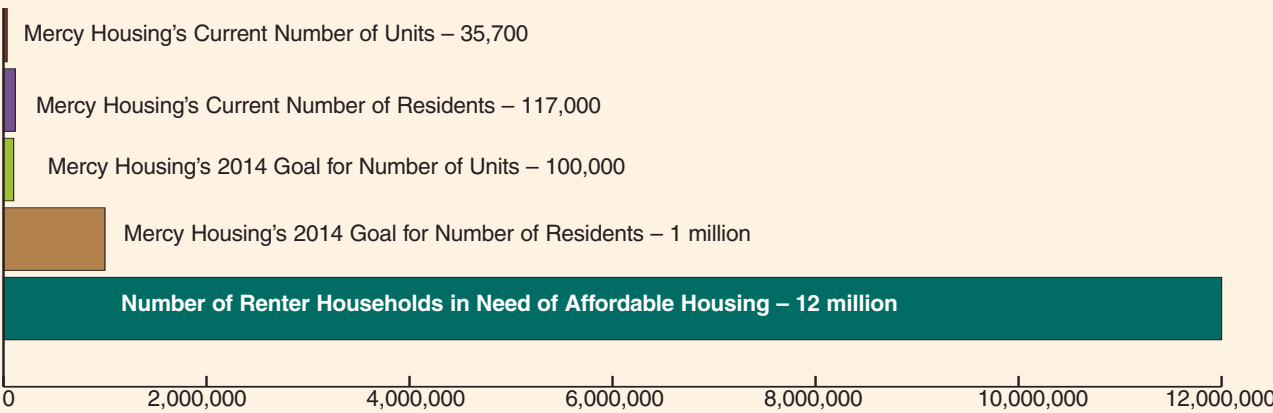 Mercy Housing's Current Number of Units – 35,700
Mercy Housing's Current Number of Residents – 117,000
Mercy Housing's 2014 Goal for Number of Units – 100,000
Mercy Housing's 2014 Goal for Number of Residents – 1 million
Number of Renter Households in Need of Affordable Housing – 12 million
0 2,000,000 4,000,000 6,000,000 8,000,000 10,000,000 12,000,000